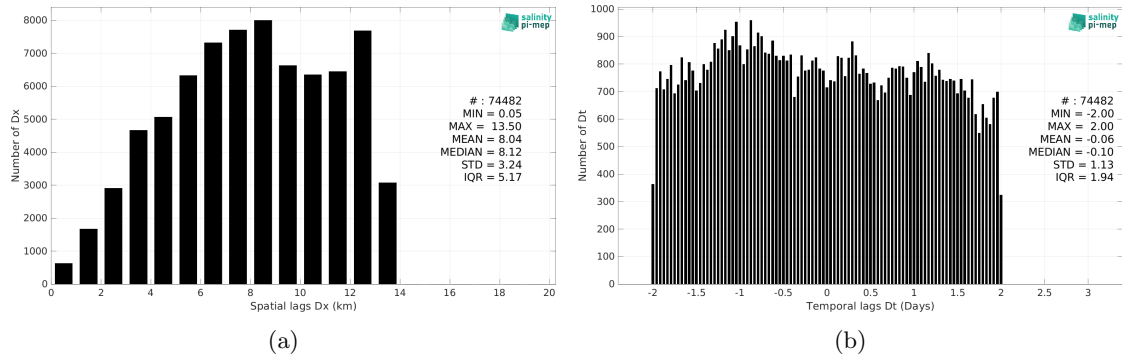 salinity
pi-mep
8000
7000
6000
5000
4000
3000
2000
1000
0
Number of Dx
# : 74482
MIN = 0.05
MAX = 13.50
MEAN = 8.04
MEDIAN = 8.12
STD = 3.24
IQR = 5.17
0 2 4 6 8 10 12 14 16 18 20
Spatial lags Dx (km)
(a)
salinity
pi-mep
1000
900
800
700
600
500
400
300
200
100
0
Number of Dt
# : 74482
MIN = -2.00
MAX = 2.00
MEAN = -0.06
MEDIAN = -0.10
STD = 1.13
IQR = 1.94
-2 -1.5 -1 -0.5 0 0.5 1 1.5 2 2.5 3
Temporal lags Dt (Days)
(b)